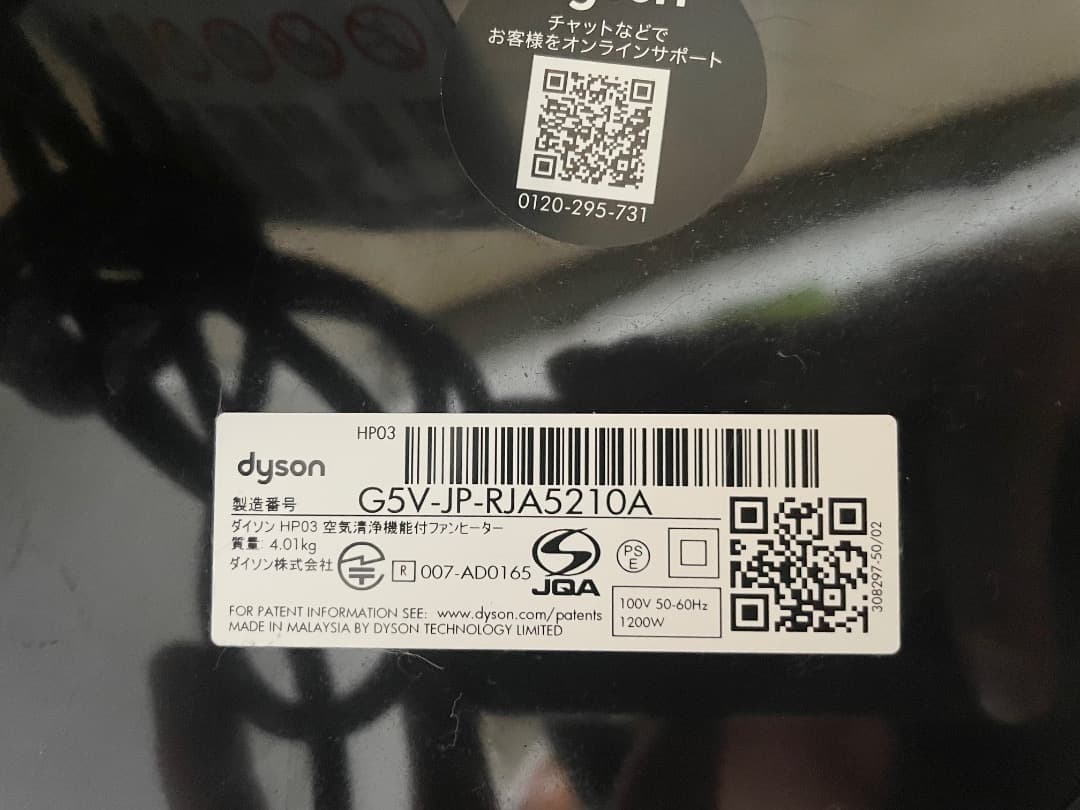 チャットなどで
お客様をオンラインサポート
0120-295-731
HP03
dyson
製造番号 G5V-JP-RJA5210A
ダイソン HP03 空気清浄機能付ファンヒーター
質量: 4.01kg
ダイソン株式会社 R 007-AD0165
JQA
PS
E
FOR PATENT INFORMATION SEE: www.dyson.com/patents
MADE IN MALAYSIA BY DYSON TECHNOLOGY LIMITED
100V 50-60Hz
1200W
308297-50/02